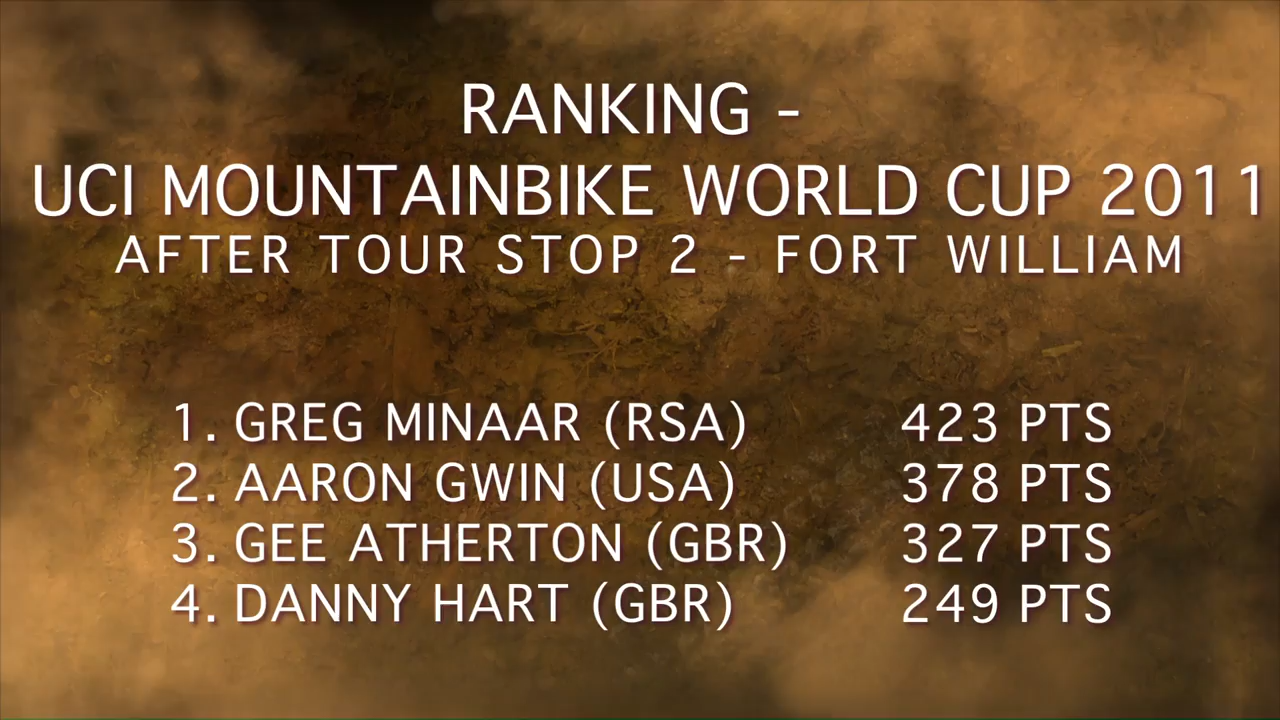 RANKING -
UCI MOUNTAINBIKE WORLD CUP 2011
AFTER TOUR STOP 2 - FORT WILLIAM
1. GREG MINAAR (RSA) 423 PTS
2. AARON GWIN (USA) 378 PTS
3. GEE ATHERTON (GBR) 327 PTS
4. DANNY HART (GBR) 249 PTS